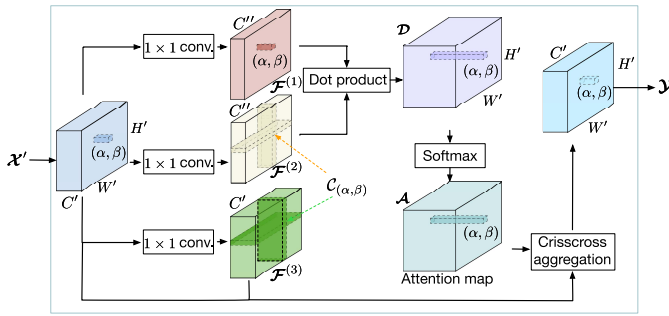 C′′
1 × 1 conv.
(α, β)
𝓕(1)
Dot product
𝓓
H′
(α, β)
W′
C′
H′
(α, β)
W′
𝒴
𝒳′
H′
(α, β)
W′
C′
1 × 1 conv.
C′′
𝓕(2)
𝒞(α,β)
Softmax
C′
1 × 1 conv.
𝓕(3)
𝓐
(α, β)
Attention map
Crisscross
aggregation